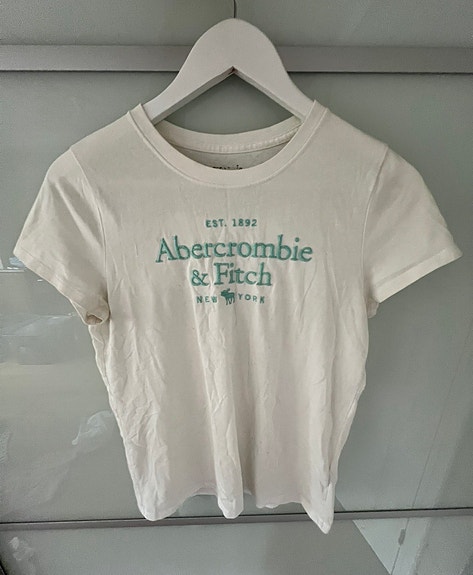 EST. 1892
Abercrombie
& Fitch
NEW YORK